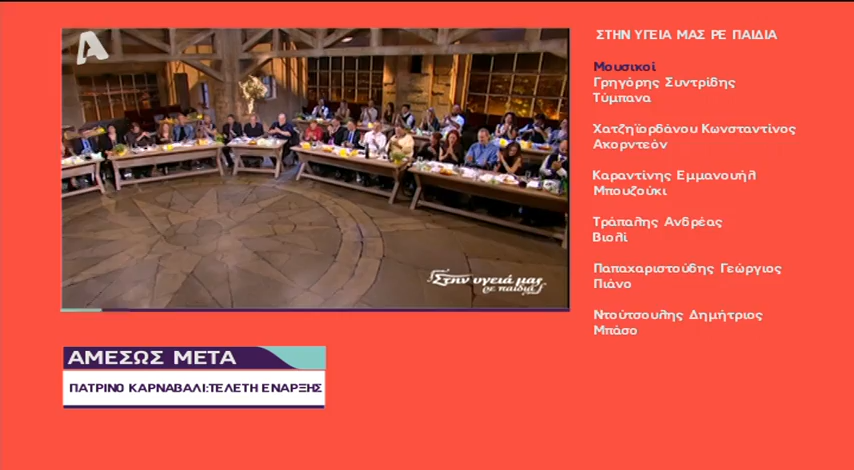 ΣΤΗΝ ΥΓΕΙΑ ΜΑΣ ΡΕ ΠΑΙΔΙΑ
Μουσικοί
Γρηγόρης Συντρίδης
Τύμπανα
Χατζηϊορδάνου Κωνσταντίνος
Ακορντεόν
Καραντίνης Εμμανουήλ
Μπουζούκι
Τράπαλης Ανδρέας
Βιολί
Παπαχαριστούδης Γεώργιος
Πιάνο
Ντούτσουλης Δημήτριος
Μπάσο
Α
Στην υγειά μας
ρε παιδιά
ΑΜΕΣΩΣ ΜΕΤΑ
ΠΑΤΡΙΝΟ ΚΑΡΝΑΒΑΛΙ:ΤΕΛΕΤΗ ΕΝΑΡΞΗΣ